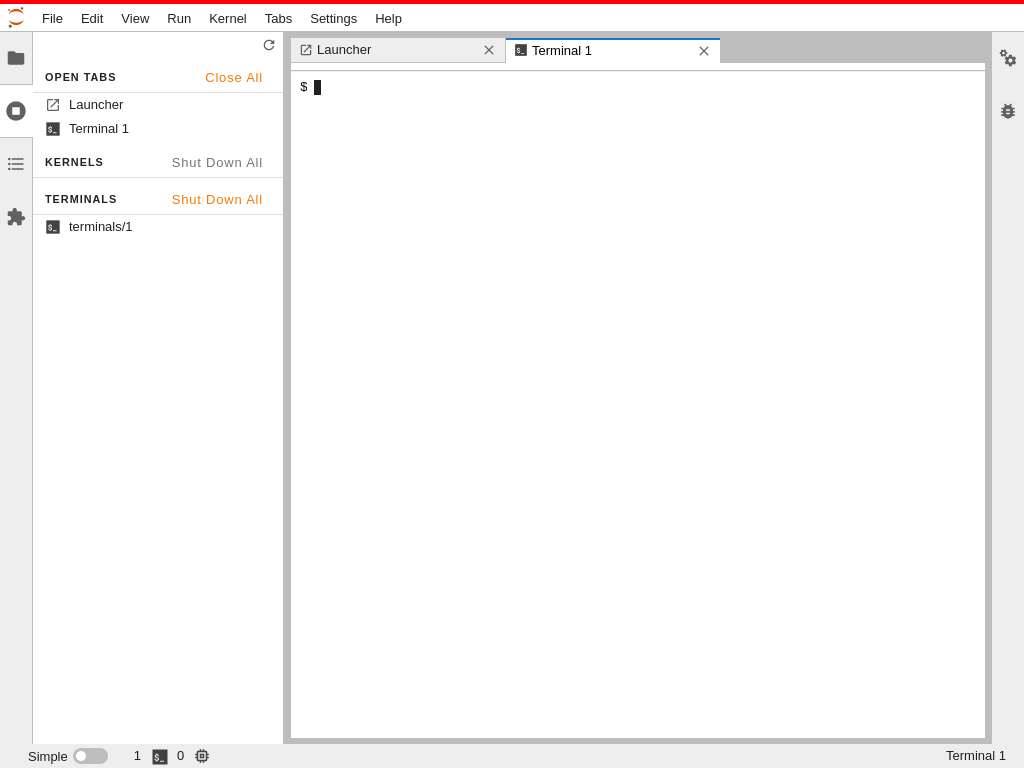 File Edit View Run Kernel Tabs Settings Help
OPEN TABS Close All
Launcher
Terminal 1
KERNELS Shut Down All
TERMINALS Shut Down All
terminals/1
Launcher Terminal 1
$
Simple 1 $_ 0 Terminal 1